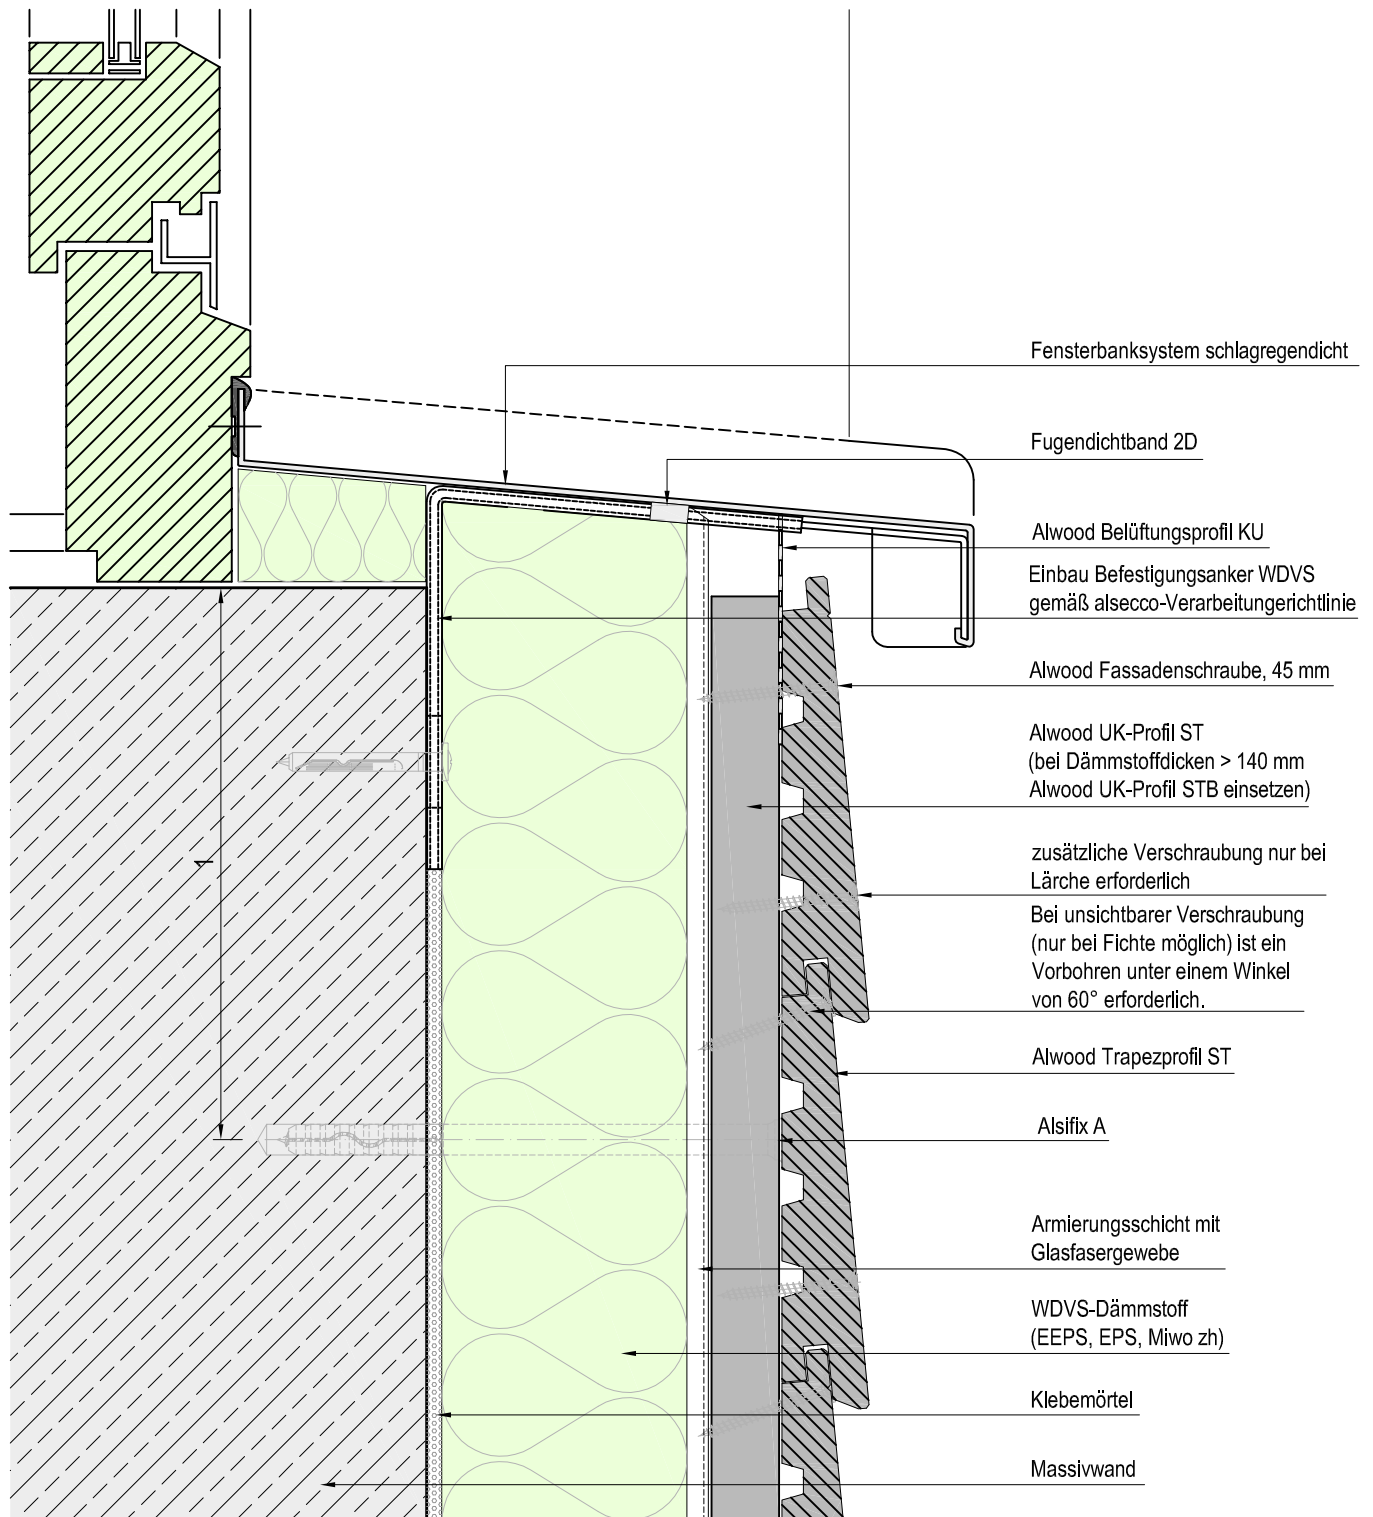 Fensterbanksystem schlagregendicht
Fugendichtband 2D
Alwood Belüftungsprofil KU
Einbau Befestigungsanker WDVS
gemäß alsecco-Verarbeitungerichtlinie
Alwood Fassadenschraube, 45 mm
Alwood UK-Profil ST
(bei Dämmstoffdicken > 140 mm
Alwood UK-Profil STB einsetzen)
zusätzliche Verschraubung nur bei
Lärche erforderlich
Bei unsichtbarer Verschraubung
(nur bei Fichte möglich) ist ein
Vorbohren unter einem Winkel
von 60° erforderlich.
1
Alwood Trapezprofil ST
Alsifix A
Armierungsschicht mit
Glasfasergewebe
WDVS-Dämmstoff
(EEPS, EPS, Miwo zh)
Klebemörtel
Massivwand